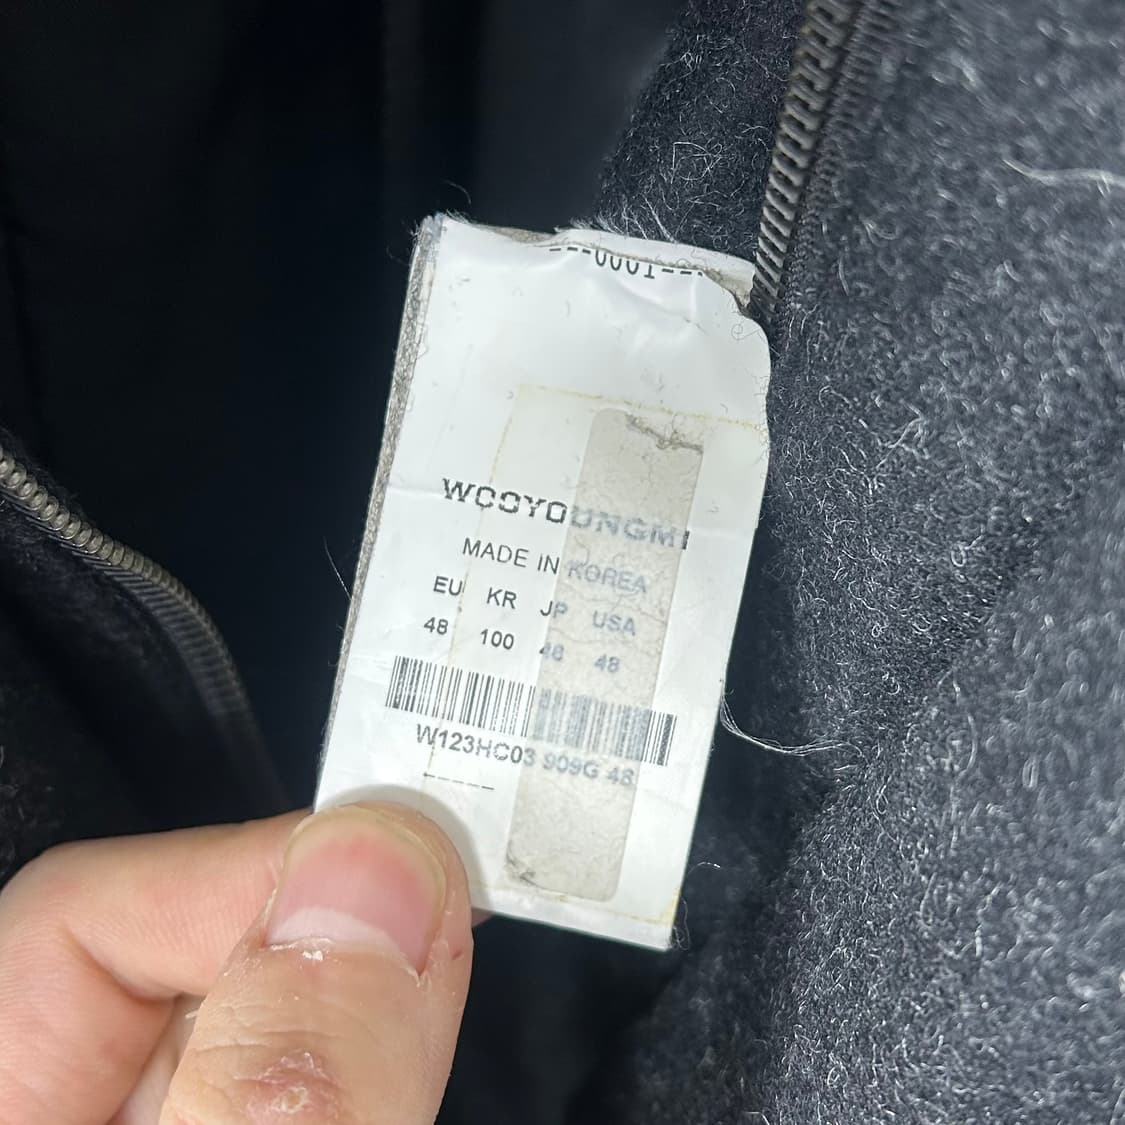 WOOYOUNGMI
MADE IN KOREA
EU KR JP USA
48 100 48 48
W123HC03 909G 48
-----